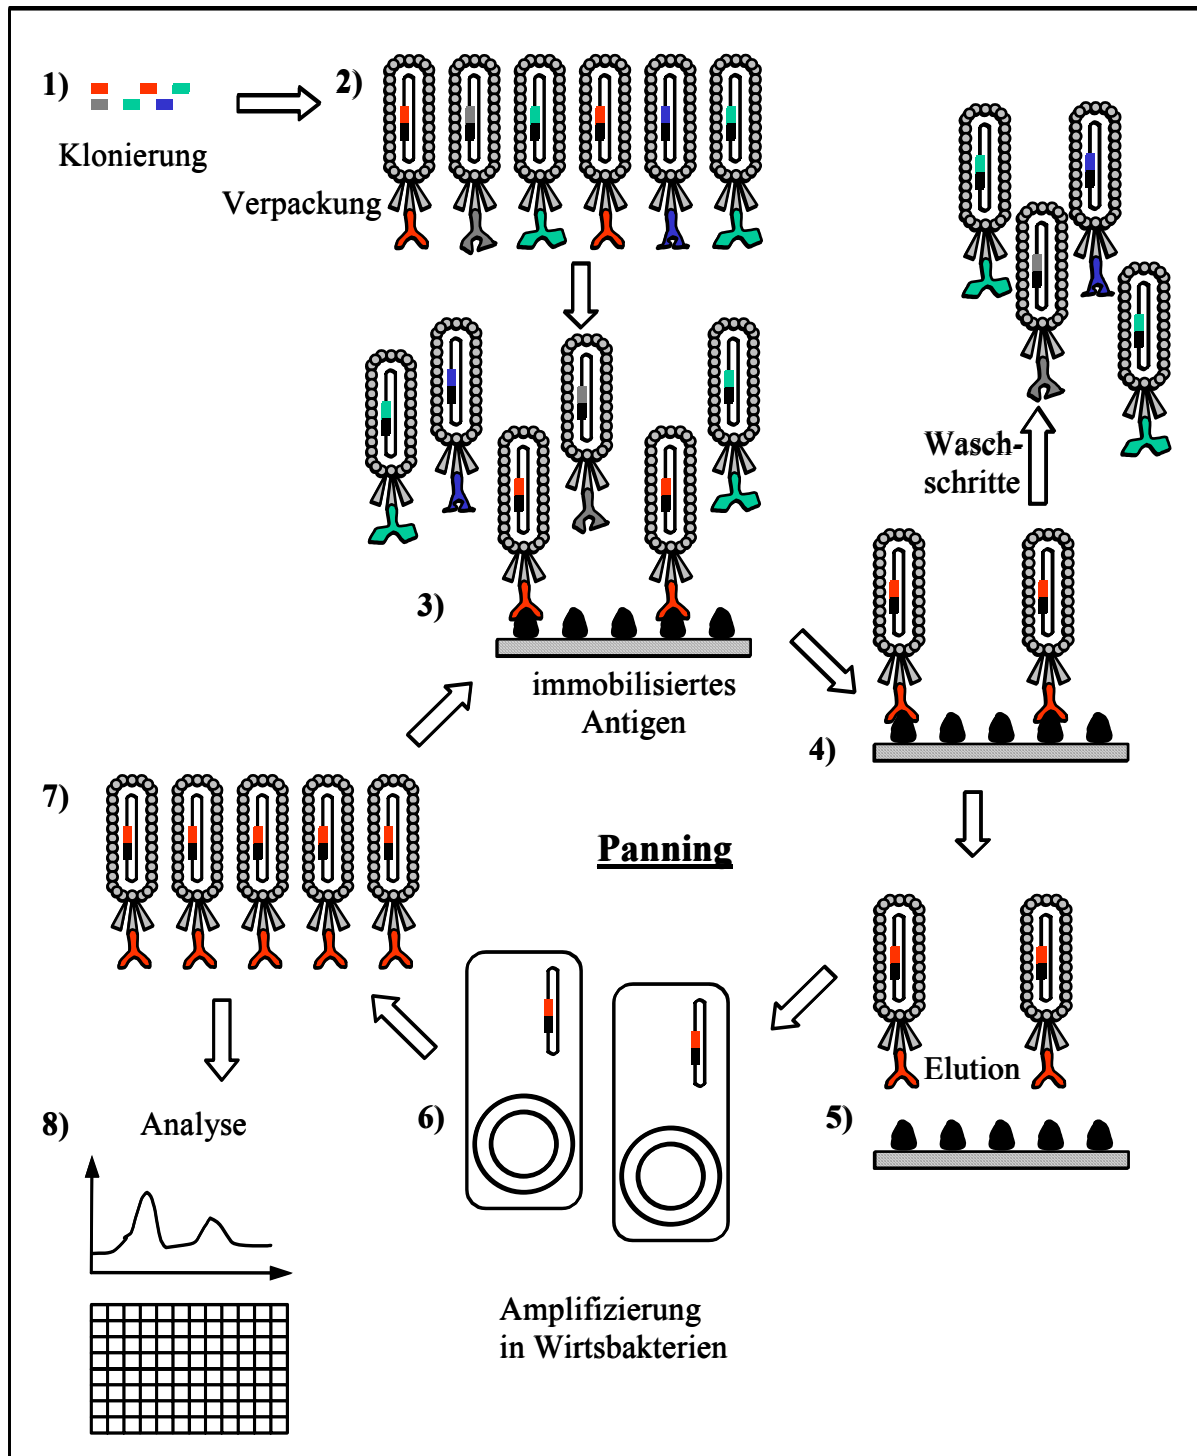 1)
Klonierung
2)
Verpackung
3)
immobilisiertes
Antigen
Wasch-
schritte
4)
Panning
Elution
5)
6)
Amplifizierung
in Wirtsbakterien
7)
8)
Analyse